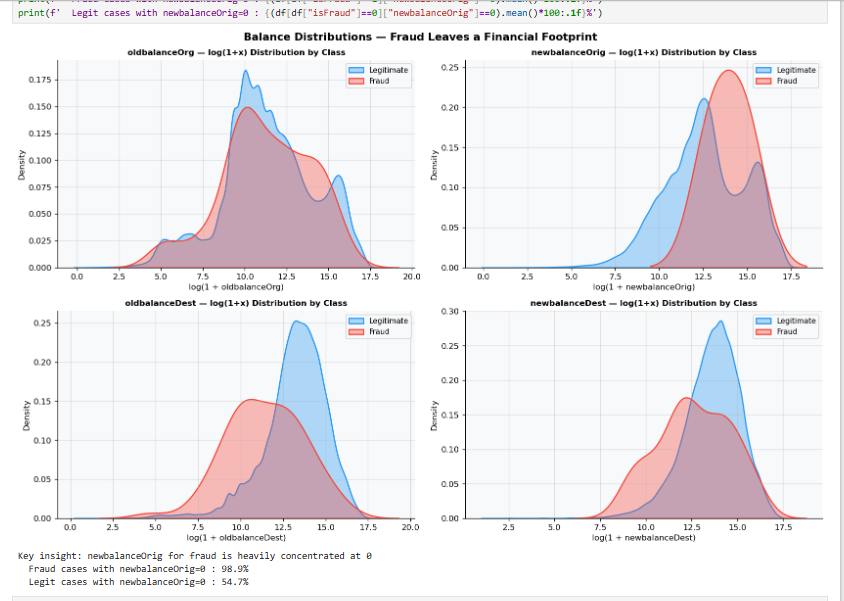 print(f'  Legit cases with newbalanceOrig=0 : {(df[df["isFraud"]==0]["newbalanceOrig"]==0).mean()*100:.1f}%')
Balance Distributions — Fraud Leaves a Financial Footprint
oldbalanceOrg — log(1+x) Distribution by Class
newbalanceOrig — log(1+x) Distribution by Class
Legitimate
Fraud
Density
0.175
0.150
0.125
0.100
0.075
0.050
0.025
0.000
0.0 2.5 5.0 7.5 10.0 12.5 15.0 17.5 20.0
log(1 + oldbalanceOrg)
Legitimate
Fraud
Density
0.25
0.20
0.15
0.10
0.05
0.00
0.0 2.5 5.0 7.5 10.0 12.5 15.0 17.5
log(1 + newbalanceOrig)
oldbalanceDest — log(1+x) Distribution by Class
newbalanceDest — log(1+x) Distribution by Class
Legitimate
Fraud
Density
0.25
0.20
0.15
0.10
0.05
0.00
0.0 2.5 5.0 7.5 10.0 12.5 15.0 17.5 20.0
log(1 + oldbalanceDest)
Legitimate
Fraud
Density
0.30
0.25
0.20
0.15
0.10
0.05
0.00
2.5 5.0 7.5 10.0 12.5 15.0 17.5
log(1 + newbalanceDest)
Key insight: newbalanceOrig for fraud is heavily concentrated at 0
  Fraud cases with newbalanceOrig=0 : 98.9%
  Legit cases with newbalanceOrig=0 : 54.7%